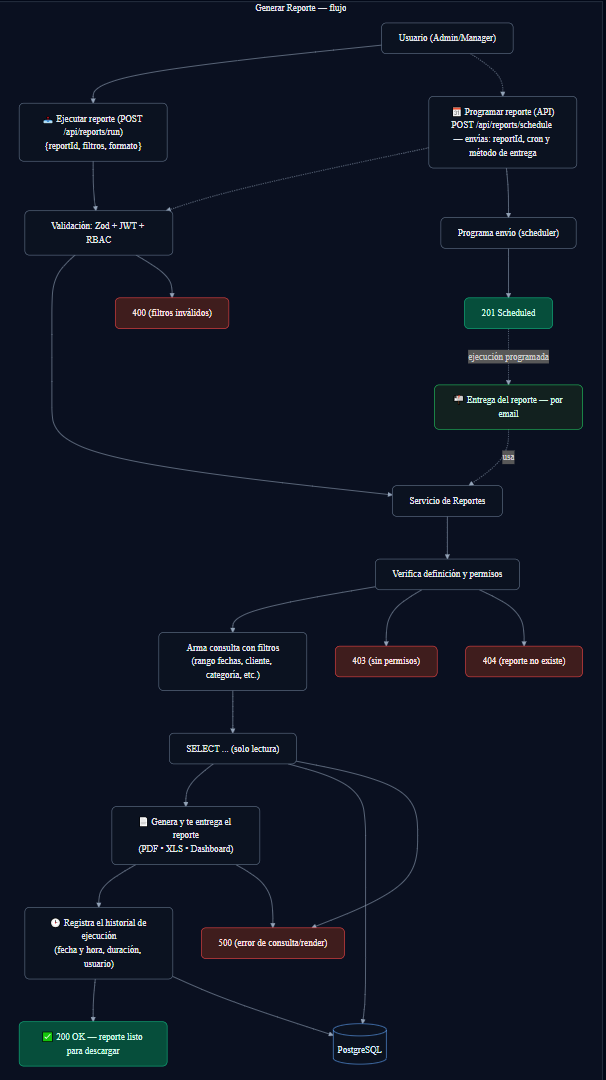 Generar Reporte — flujo
Usuario (Admin/Manager)
Ejecutar reporte (POST
/api/reports/run)
{reportId, filtros, formato}
Programar reporte (API)
POST /api/reports/schedule
— envías: reportId, cron y
método de entrega
Validación: Zod + JWT +
RBAC
Programa envío (scheduler)
400 (filtros inválidos)
201 Scheduled
ejecución programada
Entrega del reporte — por
email
usa
Servicio de Reportes
Verifica definición y permisos
Arma consulta con filtros
(rango fechas, cliente,
categoría, etc.)
403 (sin permisos)
404 (reporte no existe)
SELECT ... (solo lectura)
Genera y te entrega el
reporte
(PDF • XLS • Dashboard)
Registra el historial de
ejecución
(fecha y hora, duración,
usuario)
500 (error de consulta/render)
200 OK — reporte listo
para descargar
PostgreSQL